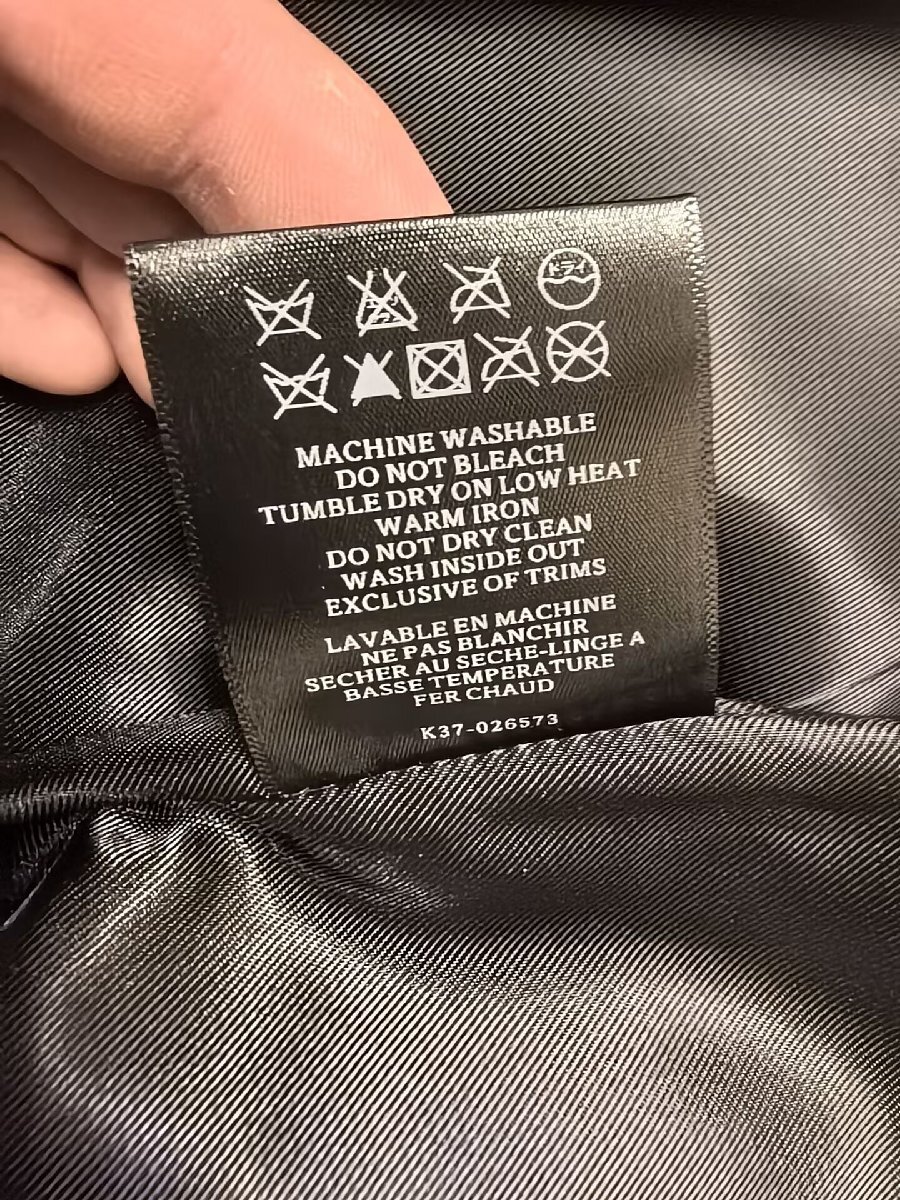 ドライ
MACHINE WASHABLE
DO NOT BLEACH
TUMBLE DRY ON LOW HEAT
WARM IRON
DO NOT DRY CLEAN
WASH INSIDE OUT
EXCLUSIVE OF TRIMS
LAVABLE EN MACHINE
NE PAS BLANCHIR
SECHER AU SECHE-LINGE A
BASSE TEMPERATURE
FER CHAUD
K37-026573